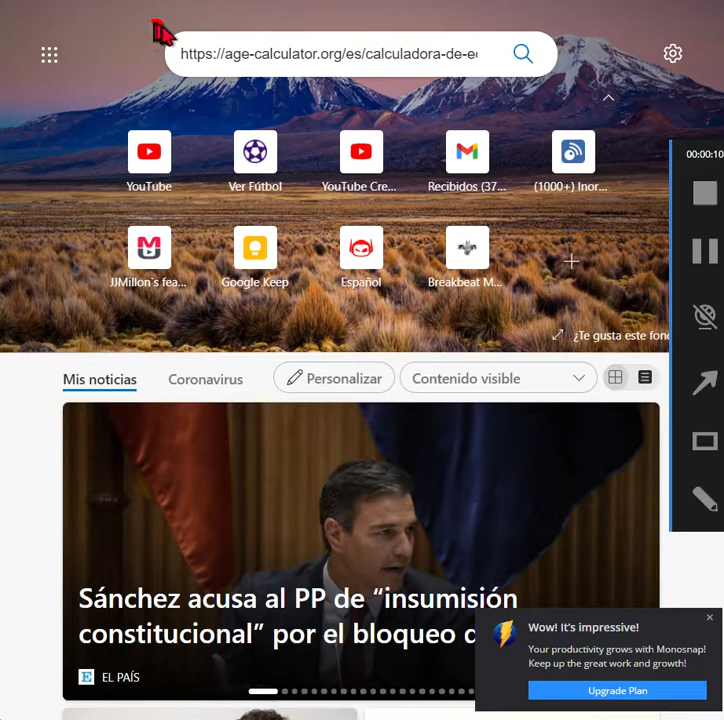 https://age-calculator.org/es/calculadora-de-e
00:00:10
YouTube
Ver Fútbol
YouTube Cre...
Recibidos (37...
(1000+) Inor...
JJMillon's fea...
Google Keep
Español
Breakbeat M...
¿Te gusta este fond
Mis noticias
Coronavirus
Personalizar
Contenido visible
Sánchez acusa al PP de “insumisión
constitucional” por el bloqueo d
E EL PAÍS
Wow! It's impressive!
Your productivity grows with Monosnap!
Keep up the great work and growth!
Upgrade Plan